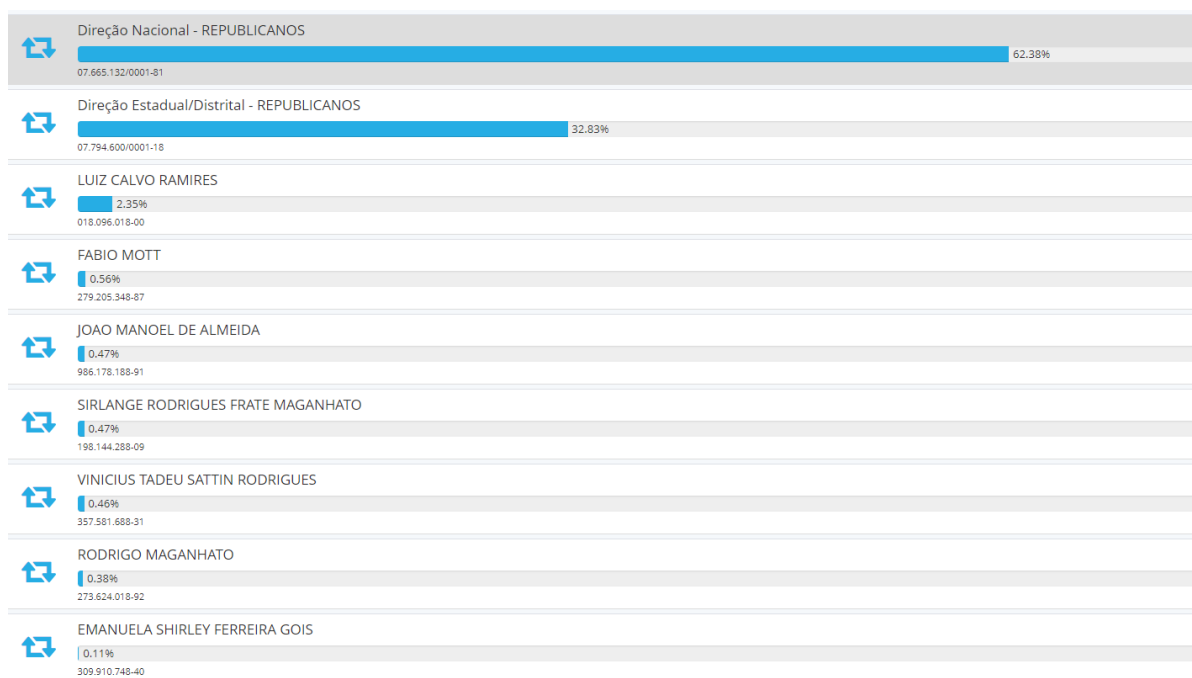 Direção Nacional - REPUBLICANOS
62.38%
07.665.132/0001-81
Direção Estadual/Distrital - REPUBLICANOS
32.83%
07.794.600/0001-18
LUIZ CALVO RAMIRES
2.35%
018.096.018-00
FABIO MOTT
0.56%
279.205.348-87
JOAO MANOEL DE ALMEIDA
0.47%
986.178.188-91
SIRLANGE RODRIGUES FRATE MAGANHATO
0.47%
198.144.288-09
VINICIUS TADEU SATTIN RODRIGUES
0.46%
357.581.688-31
RODRIGO MAGANHATO
0.38%
273.624.018-92
EMANUELA SHIRLEY FERREIRA GOIS
0.11%
309.910.748-40